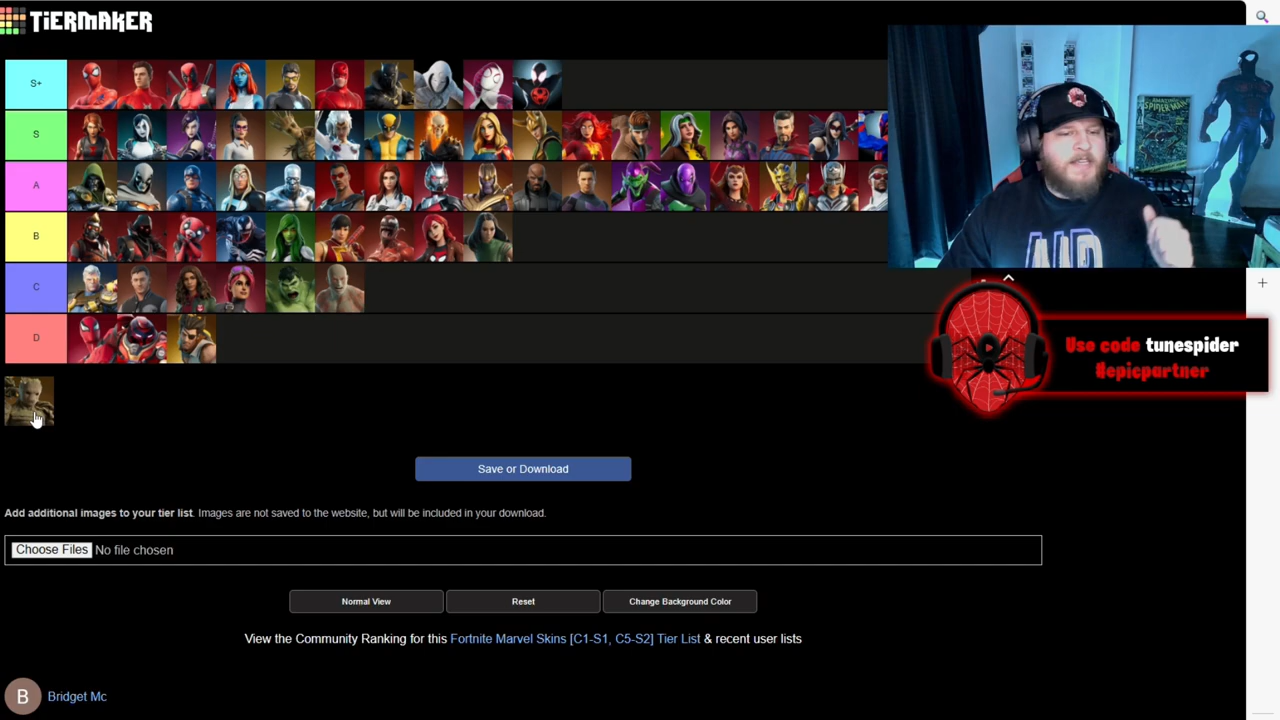 TiERMAKER
S+
S
A
B
C
D
AMAZING
SPIDER-MAN
Use code tunespider
#epicpartner
Save or Download
Add additional images to your tier list. Images are not saved to the website, but will be included in your download.
Choose Files No file chosen
Normal View
Reset
Change Background Color
View the Community Ranking for this Fortnite Marvel Skins [C1-S1, C5-S2] Tier List & recent user lists
B
Bridget Mc